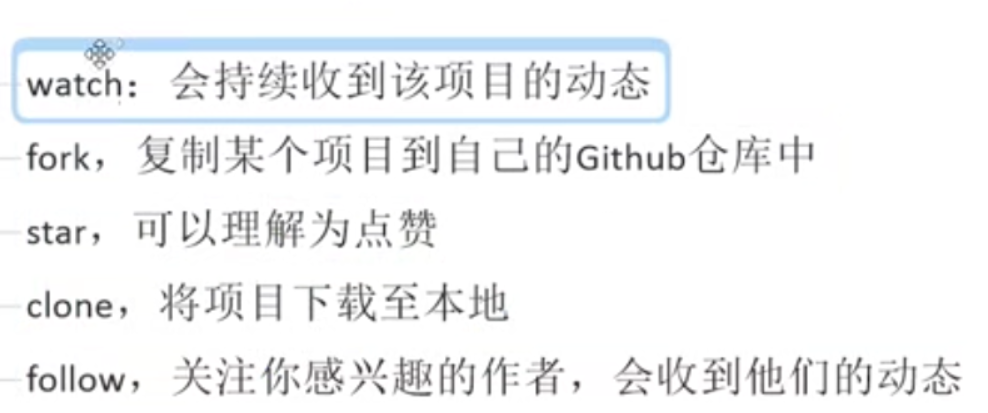 watch：会持续收到该项目的动态
fork，复制某个项目到自己的Github仓库中
star，可以理解为点赞
clone，将项目下载至本地
follow，关注你感兴趣的作者，会收到他们的动态